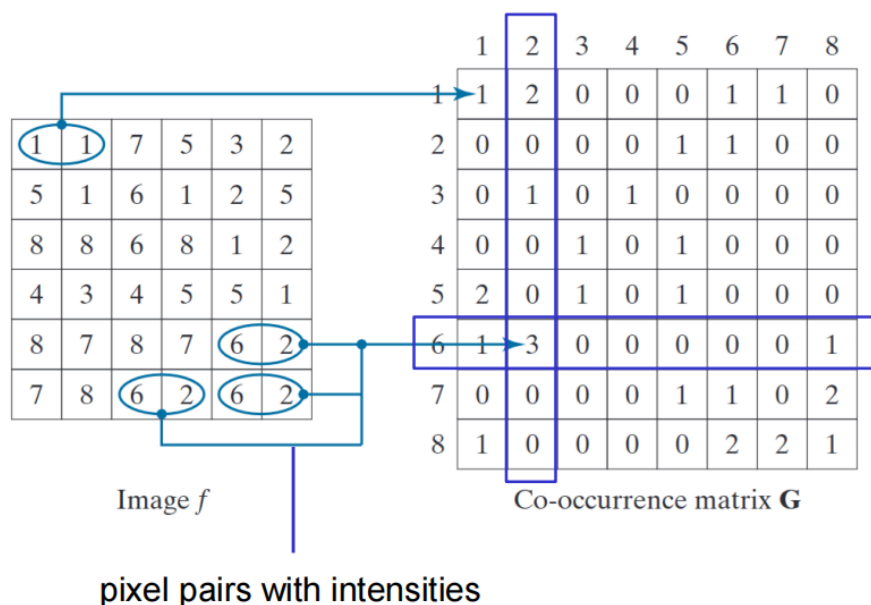 1 2 3 4 5 6 7 8
1 1 2 0 0 0 1 1 0
1 1 7 5 3 2
2 0 0 0 0 1 1 0 0
5 1 6 1 2 5
3 0 1 0 1 0 0 0 0
8 8 6 8 1 2
4 0 0 1 0 1 0 0 0
4 3 4 5 5 1
5 2 0 1 0 1 0 0 0
8 7 8 7 6 2
6 1 3 0 0 0 0 0 1
7 8 6 2 6 2
7 0 0 0 0 1 1 0 2
8 1 0 0 0 0 2 2 1
Image f
Co-occurrence matrix G
pixel pairs with intensities